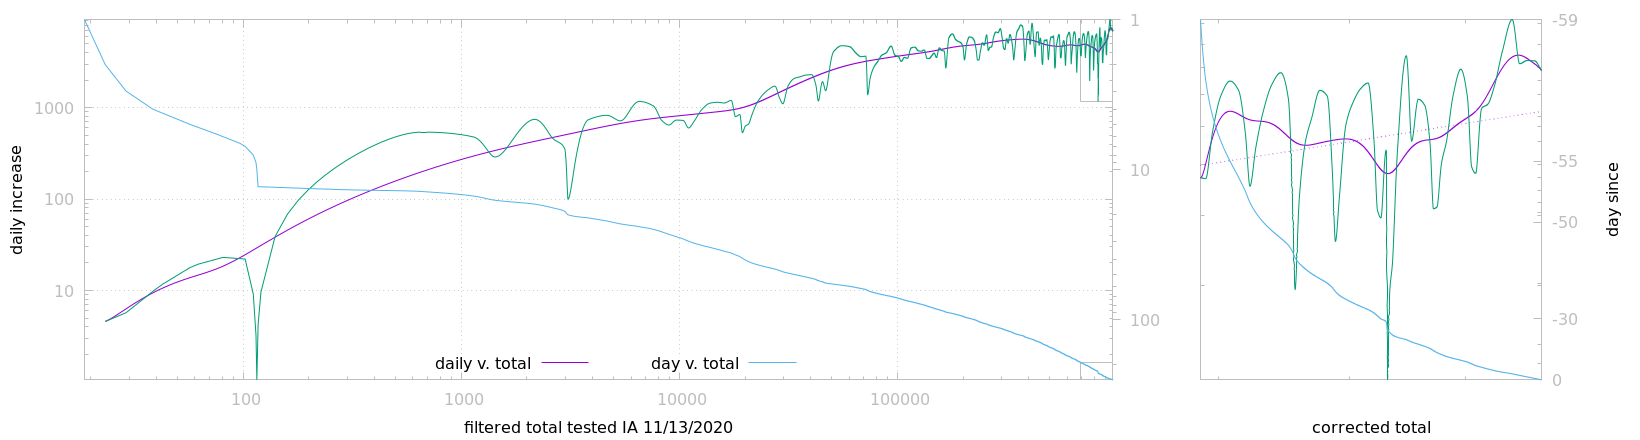 1000
100
10
daily increase
100
1000
10000
100000
filtered total tested IA 11/13/2020
daily v. total
day v. total
1
10
100
-59
-55
-50
-30
0
day since
corrected total